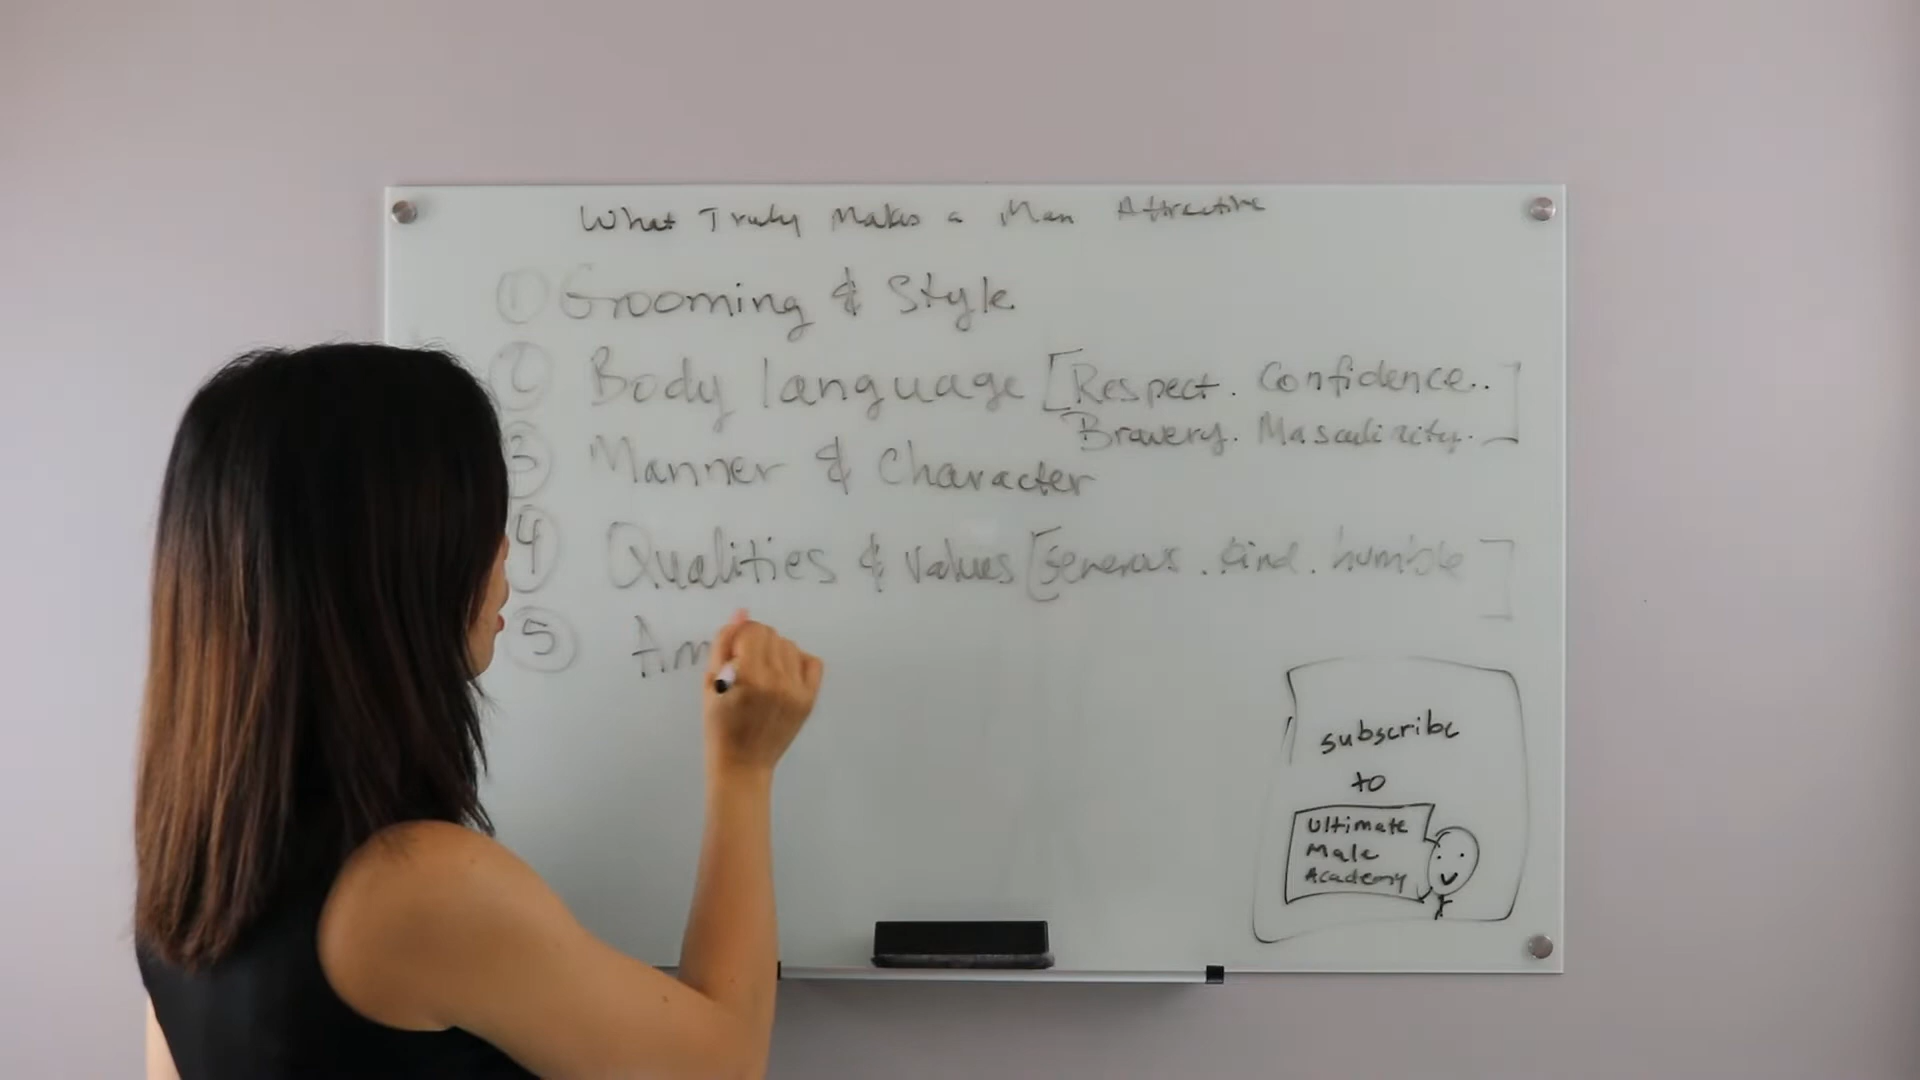 What Truly Makes a Man Attractive
① Grooming & Style
② Body language [Respect. Confidence..
Bravery. Masculinity. ]
③ Manner & Character
④ Qualities & values [generous. kind. humble ]
⑤ Am
subscribe
to
Ultimate
Male
Academy